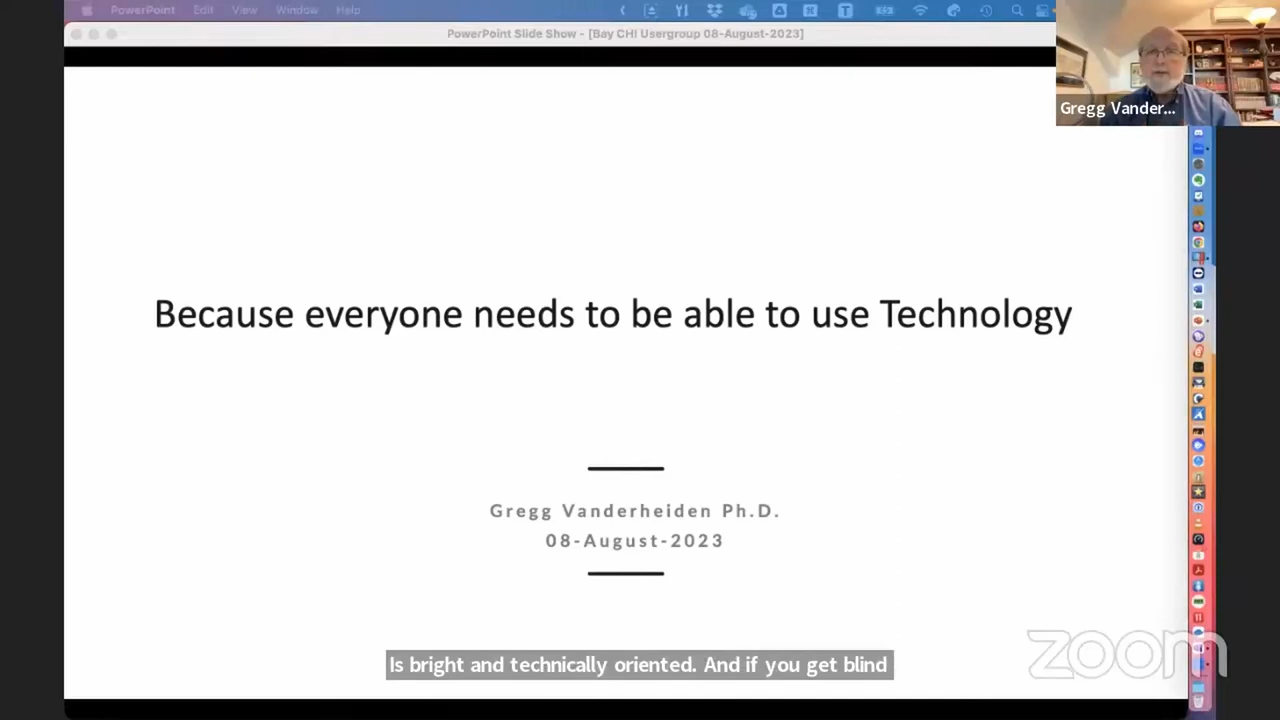 PowerPoint Edit View Window Help
PowerPoint Slide Show - [Bay CHI Usergroup 08-August-2023]
Gregg Vander...
Because everyone needs to be able to use Technology
Gregg Vanderheiden Ph.D.
08-August-2023
Is bright and technically oriented. And if you get blind
zoom